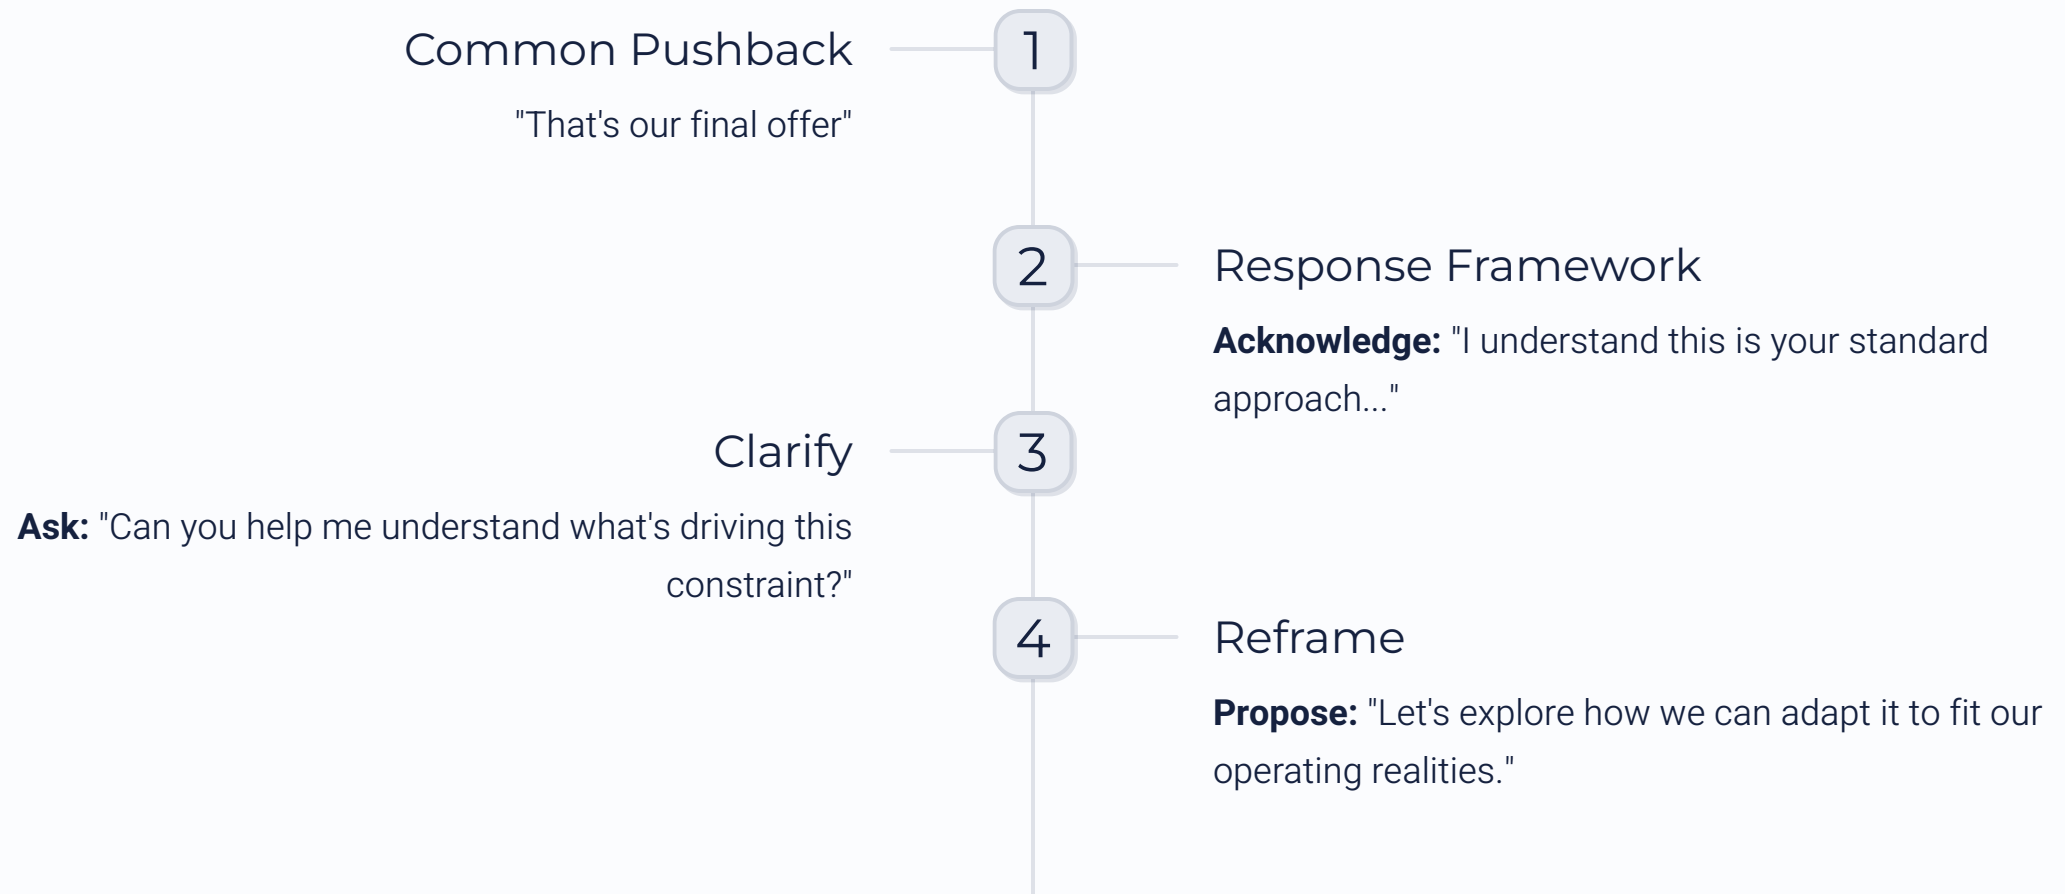 1
Common Pushback
"That's our final offer"
2
Response Framework
Acknowledge: "I understand this is your standard
approach..."
3
Clarify
Ask: "Can you help me understand what's driving this
constraint?"
4
Reframe
Propose: "Let's explore how we can adapt it to fit our
operating realities."